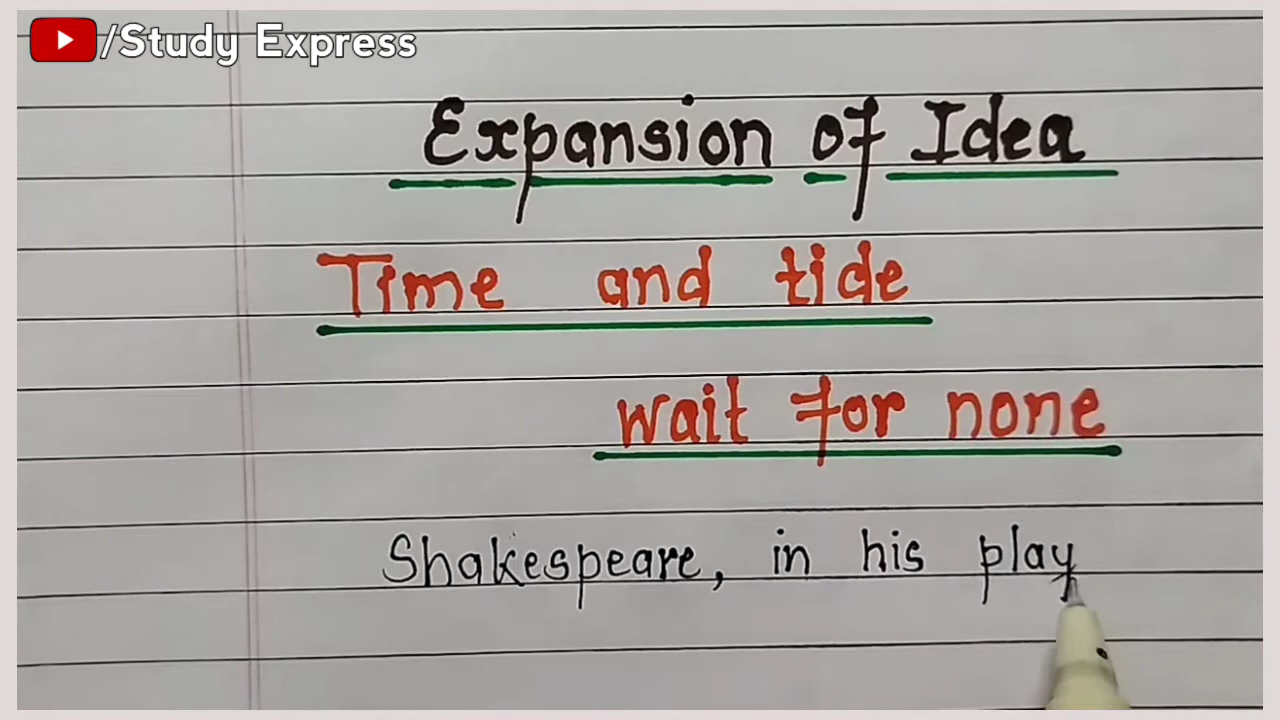 /Study Express
Expansion of Idea
Time and tide
wait for none
Shakespeare, in his play